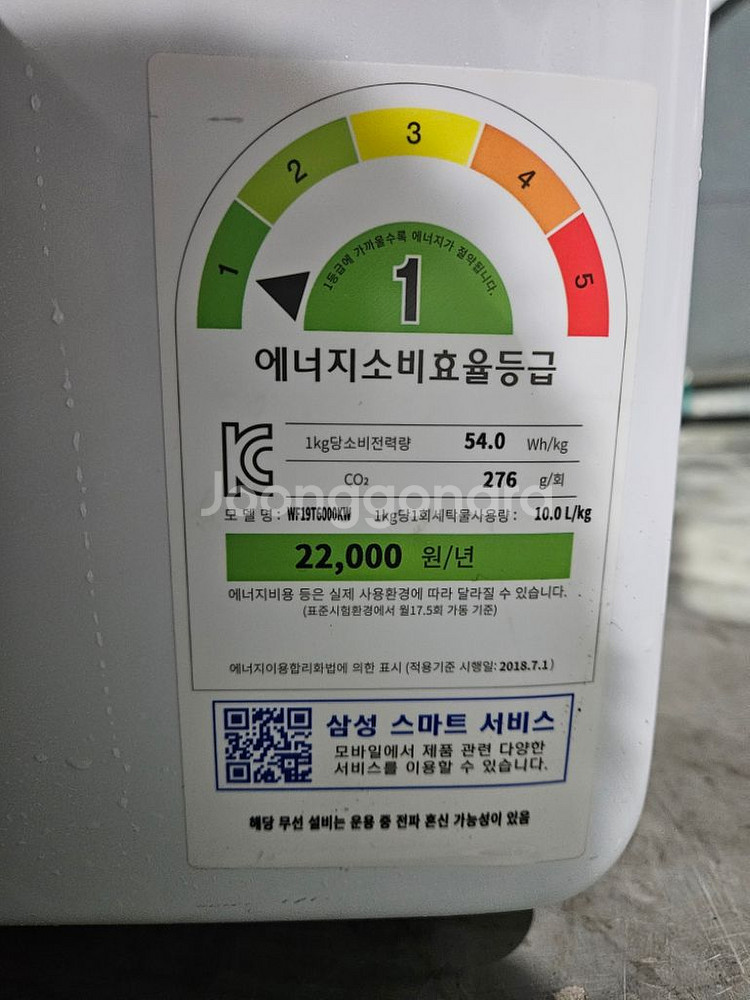 1 2 3 4 5
1등급에 가까울수록 에너지가 절약됩니다.
1
에너지소비효율등급
1kg당소비전력량 54.0 Wh/kg
CO₂ 276 g/회
Joonggonara
모 델 명 : WF19T6000KW 1kg당1회세탁물사용량 : 10.0 L/kg
22,000 원/년
에너지비용 등은 실제 사용환경에 따라 달라질 수 있습니다.
(표준시험환경에서 월17.5회 가동 기준)
에너지이용합리화법에 의한 표시 (적용기준 시행일: 2018.7.1)
삼성 스마트 서비스
모바일에서 제품 관련 다양한
서비스를 이용할 수 있습니다.
해당 무선 설비는 운용 중 전파 혼신 가능성이 있음